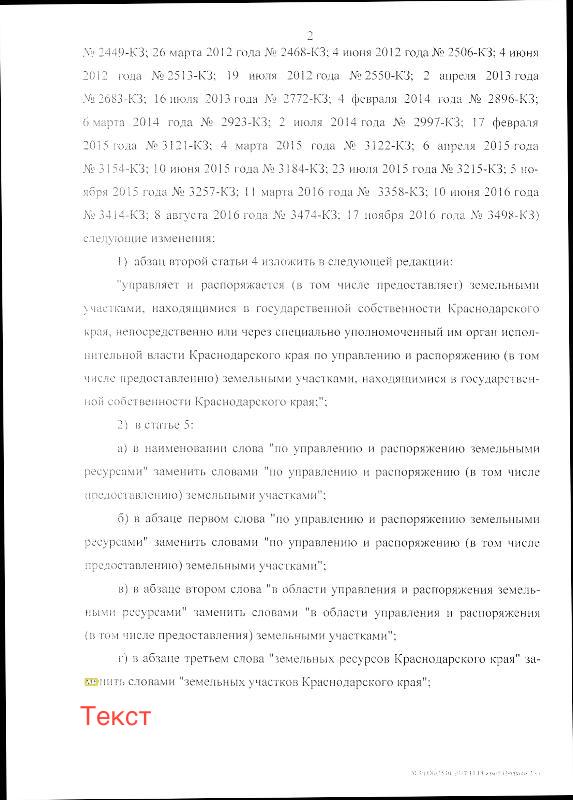 2
№ 2449-КЗ; 26 марта 2012 года № 2468-КЗ; 4 июня 2012 года № 2506-КЗ; 4 июня
2012 года № 2513-КЗ; 19 июля 2012 года № 2550-КЗ; 2 апреля 2013 года
№ 2683-КЗ; 16 июля 2013 года № 2772-КЗ; 4 февраля 2014 года № 2896-КЗ;
6 марта 2014 года № 2923-КЗ; 2 июля 2014 года № 2997-КЗ; 17 февраля
2015 года № 3121-КЗ; 4 марта 2015 года № 3122-КЗ; 6 апреля 2015 года
№ 3154-КЗ; 10 июня 2015 года № 3184-КЗ; 23 июля 2015 года № 3215-КЗ; 5 но-
ября 2015 года № 3257-КЗ; 11 марта 2016 года № 3358-КЗ; 10 июня 2016 года
№ 3414-КЗ; 8 августа 2016 года № 3474-КЗ; 17 ноября 2016 года № 3498-КЗ)
следующие изменения:
1) абзац второй статьи 4 изложить в следующей редакции:
"управляет и распоряжается (в том числе предоставляет) земельными
участками, находящимися в государственной собственности Краснодарского
края, непосредственно или через специально уполномоченный им орган испол-
нительной власти Краснодарского края по управлению и распоряжению (в том
числе предоставлению) земельными участками, находящимися в государствен-
ной собственности Краснодарского края;";
2) в статье 5:
а) в наименовании слова "по управлению и распоряжению земельными
ресурсами" заменить словами "по управлению и распоряжению (в том числе
предоставлению) земельными участками";
б) в абзаце первом слова "по управлению и распоряжению земельными
ресурсами" заменить словами "по управлению и распоряжению (в том числе
предоставлению) земельными участками";
в) в абзаце втором слова "в области управления и распоряжения земель-
ными ресурсами" заменить словами "в области управления и распоряжения
(в том числе предоставления) земельными участками";
г) в абзаце третьем слова "земельных ресурсов Краснодарского края" за-
нить словами "земельных участков Краснодарского края";
Текст